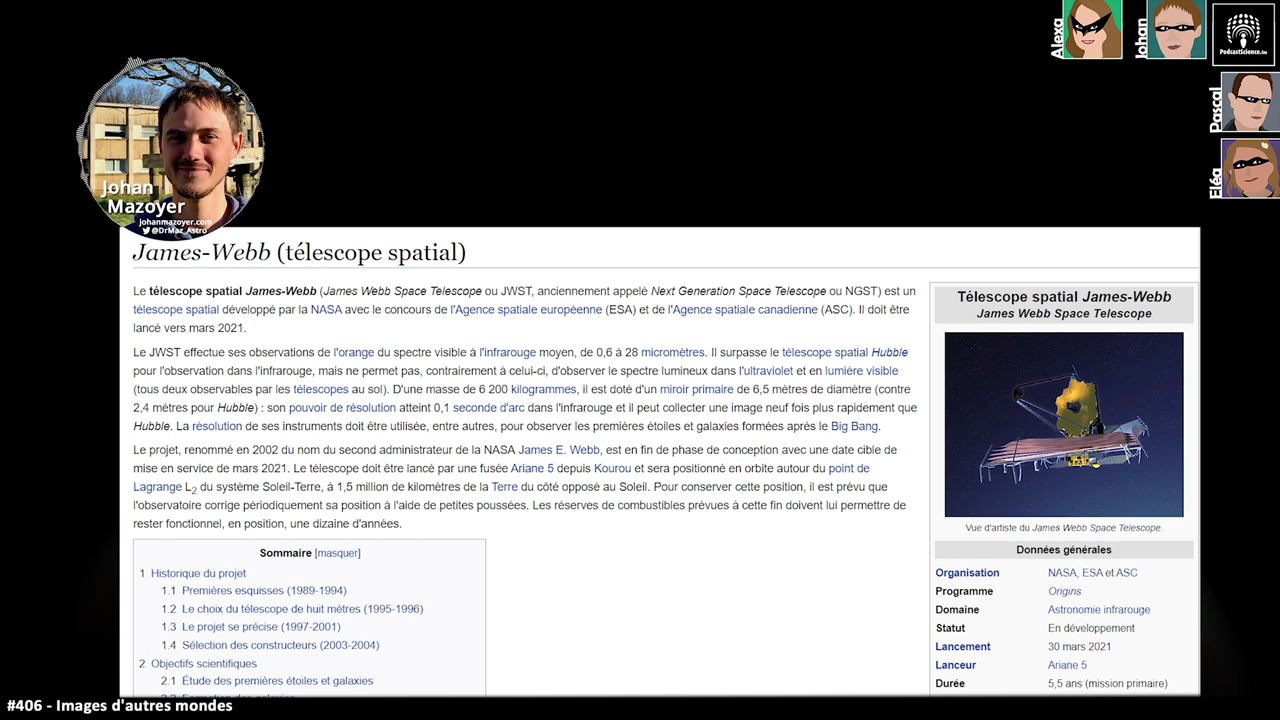 Alexa
Johan
PodcastScience.fm
Pascal
Eléa
Johan
Mazoyer
johanmazoyer.com
@DrMaz_Astro
James-Webb (télescope spatial)
Le télescope spatial James-Webb (James Webb Space Telescope ou JWST, anciennement appelé Next Generation Space Telescope ou NGST) est un
télescope spatial développé par la NASA avec le concours de l'Agence spatiale européenne (ESA) et de l'Agence spatiale canadienne (ASC). Il doit être
lancé vers mars 2021.
Le JWST effectue ses observations de l'orange du spectre visible à l'infrarouge moyen, de 0,6 à 28 micromètres. Il surpasse le télescope spatial Hubble
pour l'observation dans l'infrarouge, mais ne permet pas, contrairement à celui-ci, d'observer le spectre lumineux dans l'ultraviolet et en lumière visible
(tous deux observables par les télescopes au sol). D'une masse de 6 200 kilogrammes, il est doté d'un miroir primaire de 6,5 mètres de diamètre (contre
2,4 mètres pour Hubble) : son pouvoir de résolution atteint 0,1 seconde d'arc dans l'infrarouge et il peut collecter une image neuf fois plus rapidement que
Hubble. La résolution de ses instruments doit être utilisée, entre autres, pour observer les premières étoiles et galaxies formées après le Big Bang.
Le projet, renommé en 2002 du nom du second administrateur de la NASA James E. Webb, est en fin de phase de conception avec une date cible de
mise en service de mars 2021. Le télescope doit être lancé par une fusée Ariane 5 depuis Kourou et sera positionné en orbite autour du point de
Lagrange L2 du système Soleil-Terre, à 1,5 million de kilomètres de la Terre du côté opposé au Soleil. Pour conserver cette position, il est prévu que
l'observatoire corrige périodiquement sa position à l'aide de petites poussées. Les réserves de combustibles prévues à cette fin doivent lui permettre de
rester fonctionnel, en position, une dizaine d'années.
Sommaire [masquer]
1 Historique du projet
1.1 Premières esquisses (1989-1994)
1.2 Le choix du télescope de huit mètres (1995-1996)
1.3 Le projet se précise (1997-2001)
1.4 Sélection des constructeurs (2003-2004)
2 Objectifs scientifiques
2.1 Étude des premières étoiles et galaxies
Télescope spatial James-Webb
James Webb Space Telescope
Vue d'artiste du James Webb Space Telescope.
Données générales
Organisation NASA, ESA et ASC
Programme Origins
Domaine Astronomie infrarouge
Statut En développement
Lancement 30 mars 2021
Lanceur Ariane 5
Durée 5,5 ans (mission primaire)
#406 - Images d'autres mondes